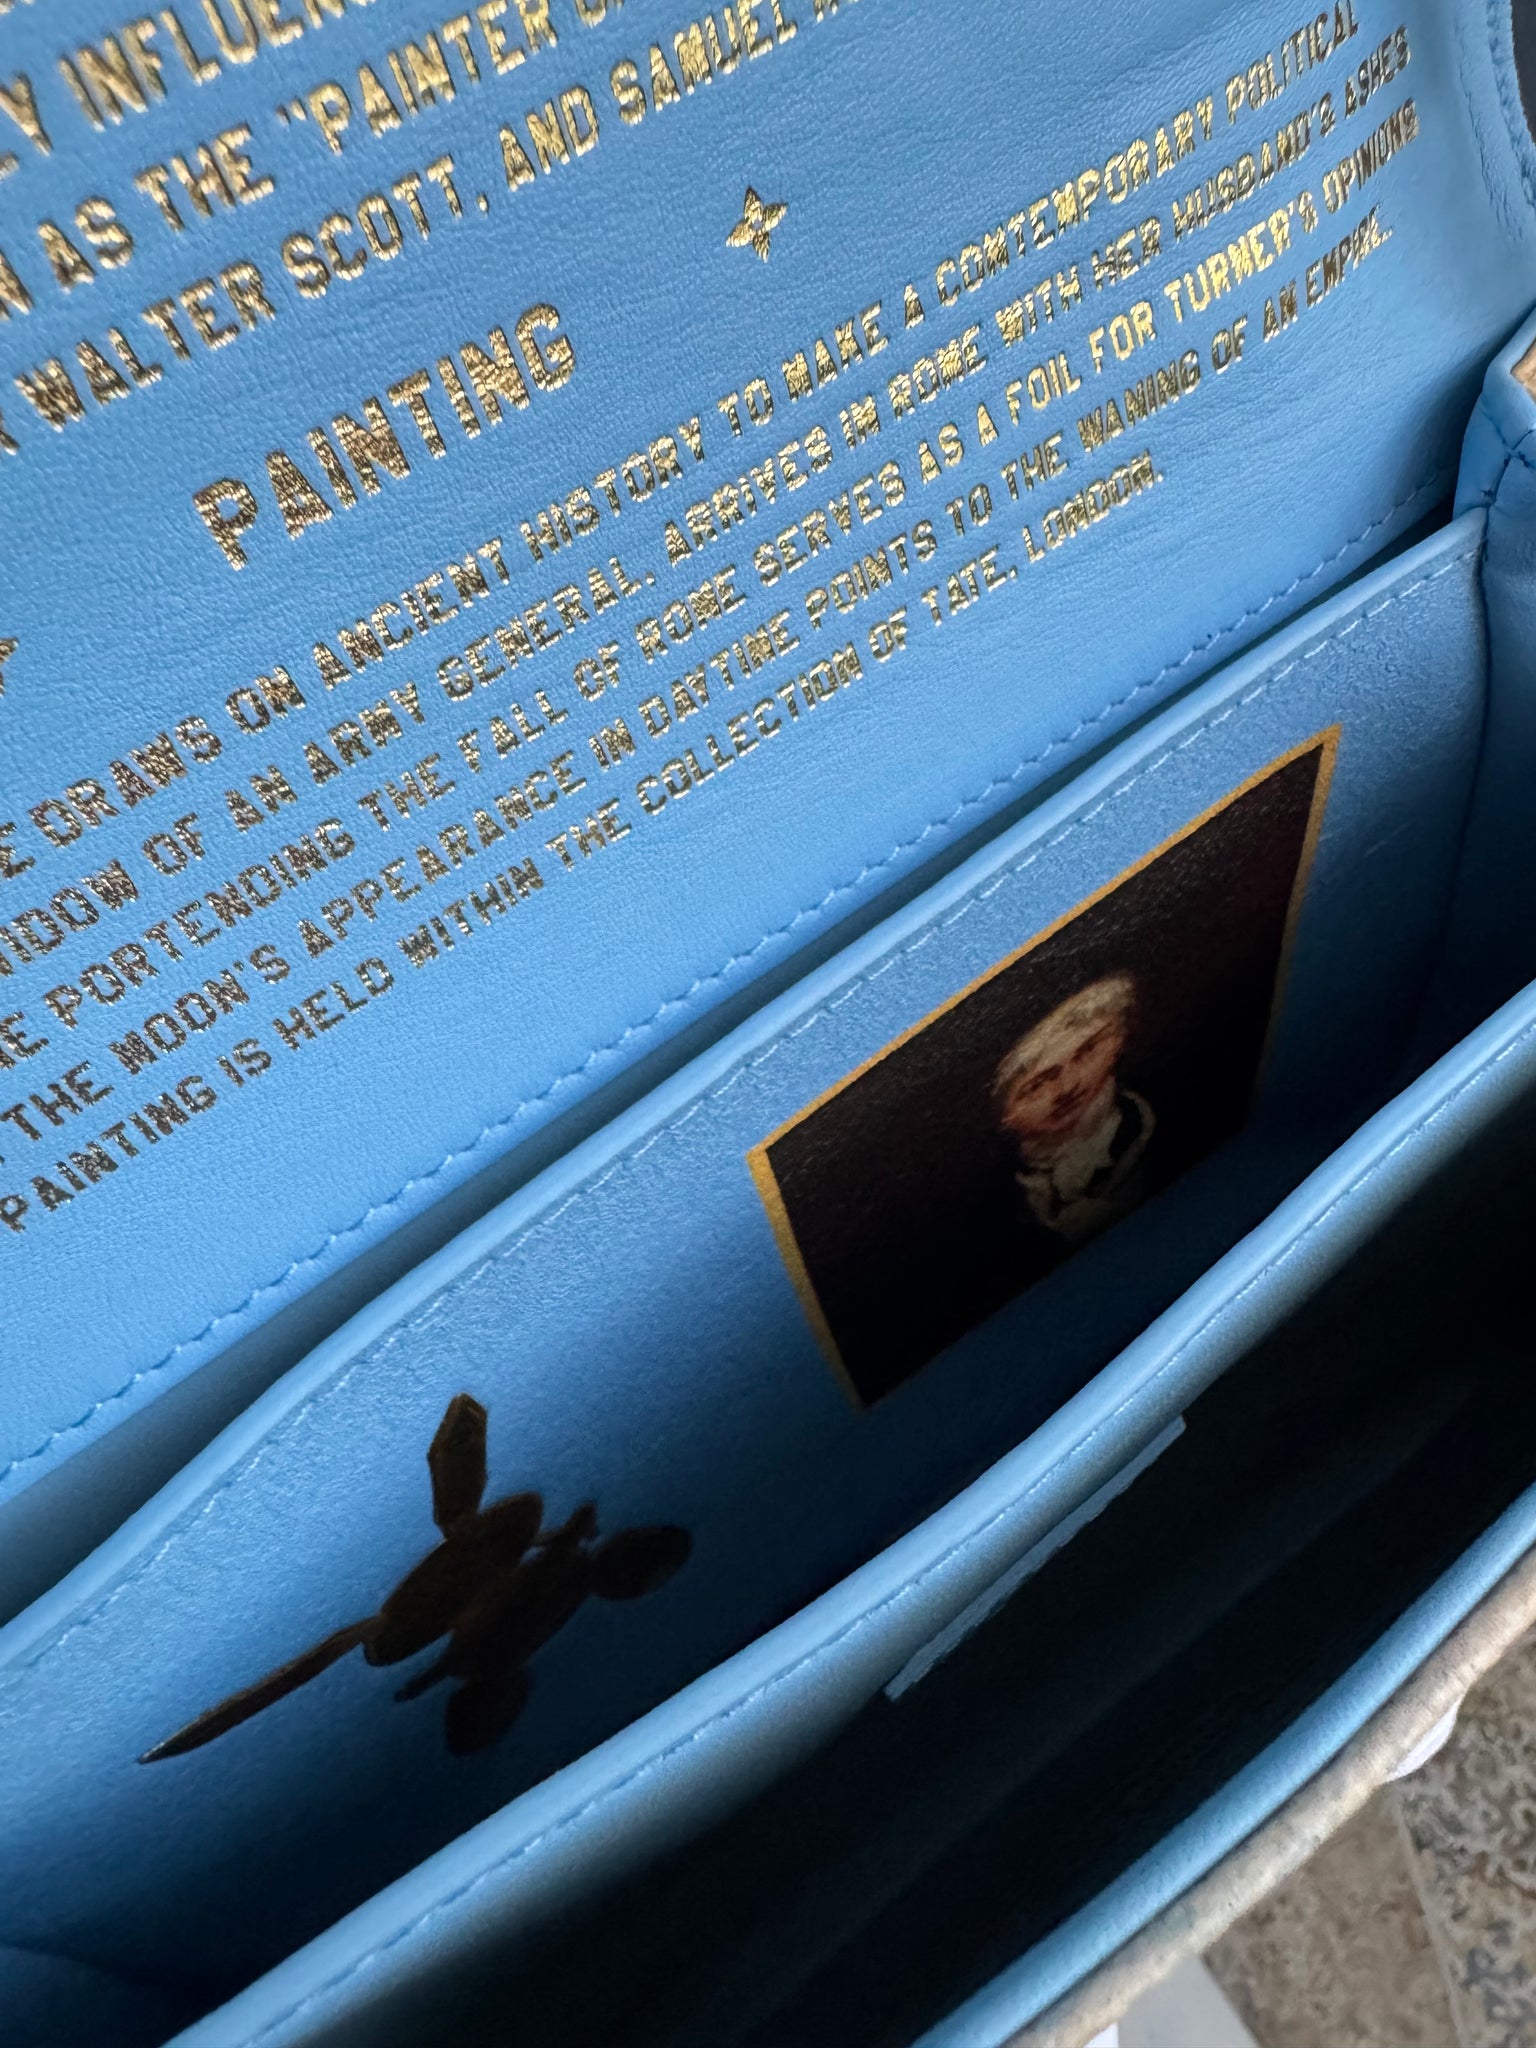 Y INFLUEN
N AS THE "PAINTER O
WALTER SCOTT, AND SAMUEL
PAINTING
E DRAWS ON ANCIENT HISTORY TO MAKE A CONTEMPORARY POLITICAL
WIDOW OF AN ARMY GENERAL, ARRIVES IN ROME WITH HER HUSBAND'S ASHES
E PORTENDING THE FALL OF ROME SERVES AS A FOIL FOR TURNER'S OPINIONS
THE MOON'S APPEARANCE IN DAYTIME POINTS TO THE WANING OF AN EMPIRE.
PAINTING IS HELD WITHIN THE COLLECTION OF TATE, LONDON.